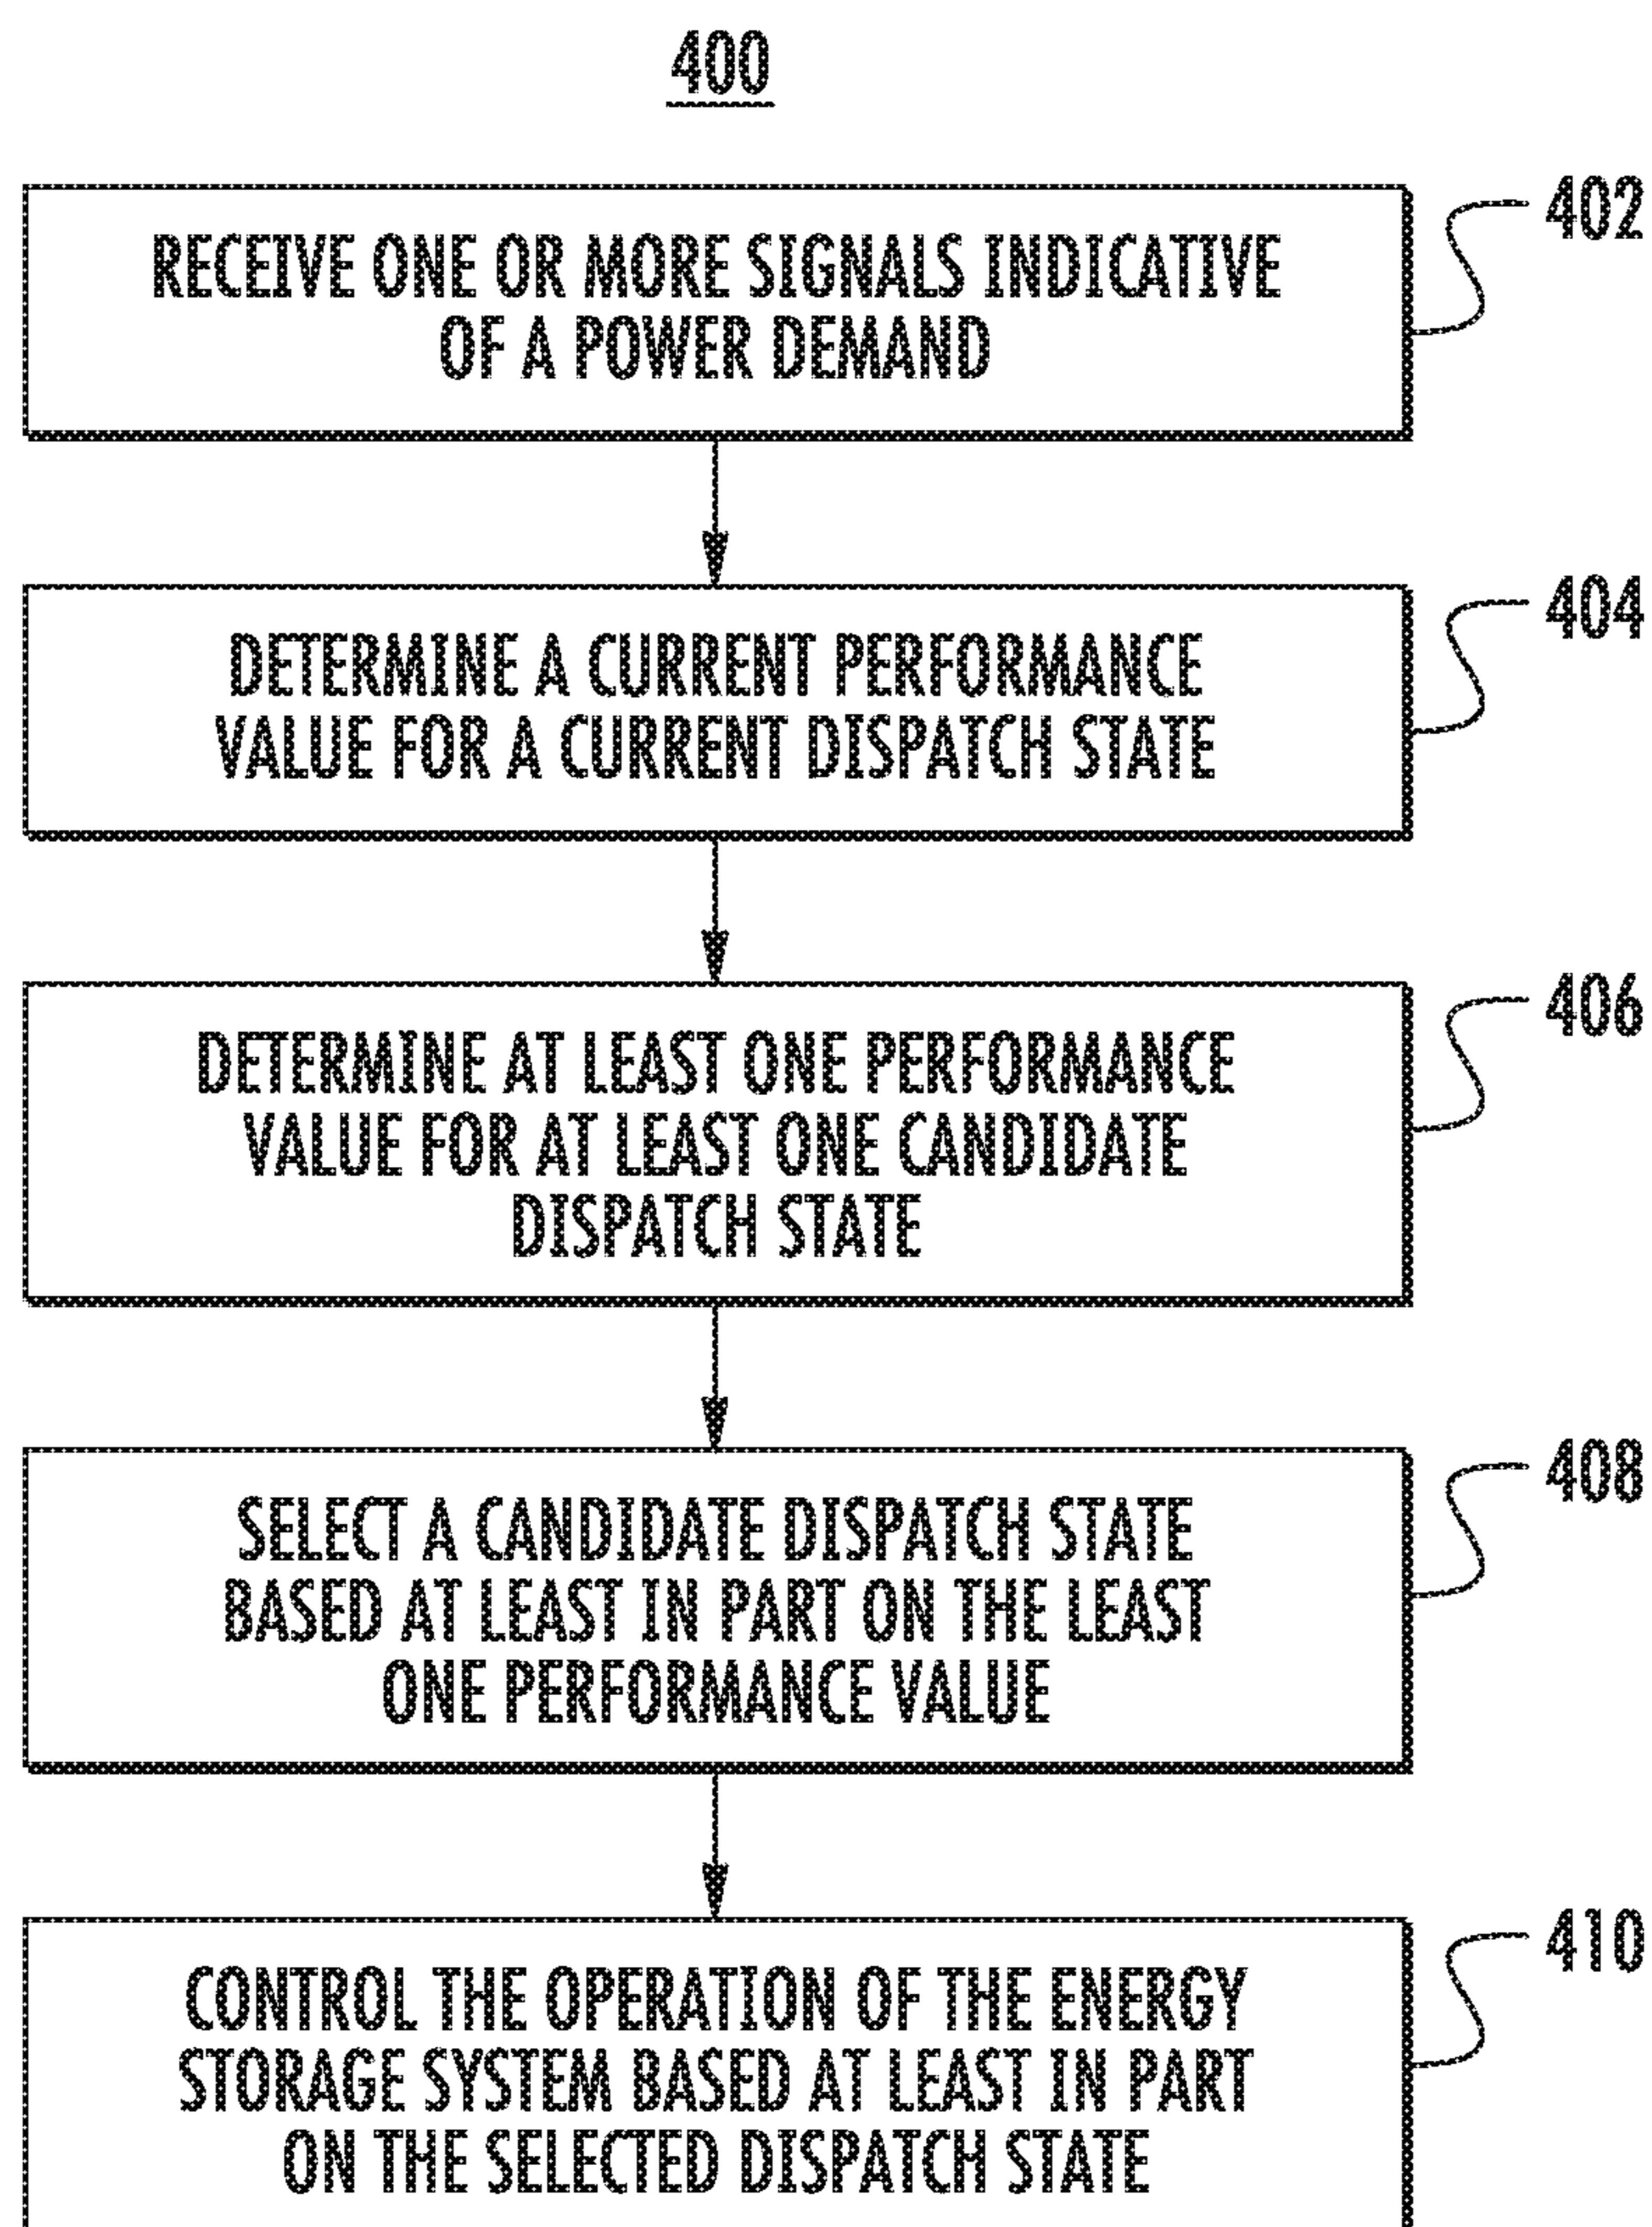 400
RECEIVE ONE OR MORE SIGNALS INDICATIVE
OF A POWER DEMAND
402
DETERMINE A CURRENT PERFORMANCE
VALUE FOR A CURRENT DISPATCH STATE
404
DETERMINE AT LEAST ONE PERFORMANCE
VALUE FOR AT LEAST ONE CANDIDATE
DISPATCH STATE
406
SELECT A CANDIDATE DISPATCH STATE
BASED AT LEAST IN PART ON THE LEAST
ONE PERFORMANCE VALUE
408
CONTROL THE OPERATION OF THE ENERGY
STORAGE SYSTEM BASED AT LEAST IN PART
ON THE SELECTED DISPATCH STATE
410